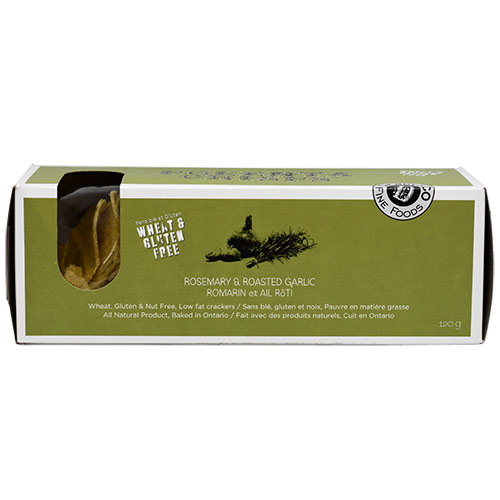 Sans blé et Gluten
WHEAT &
GLUTEN
FREE
CO
FINE FOODS
ROSEMARY & ROASTED GARLIC
ROMARIN et AIL RôTI
Wheat, Gluten & Nut Free, Low fat crackers / Sans blé, gluten et noix, Pauvre en matière grasse
All Natural Product, Baked in Ontario / Fait avec des produits naturels, Cuit en Ontario
120 g